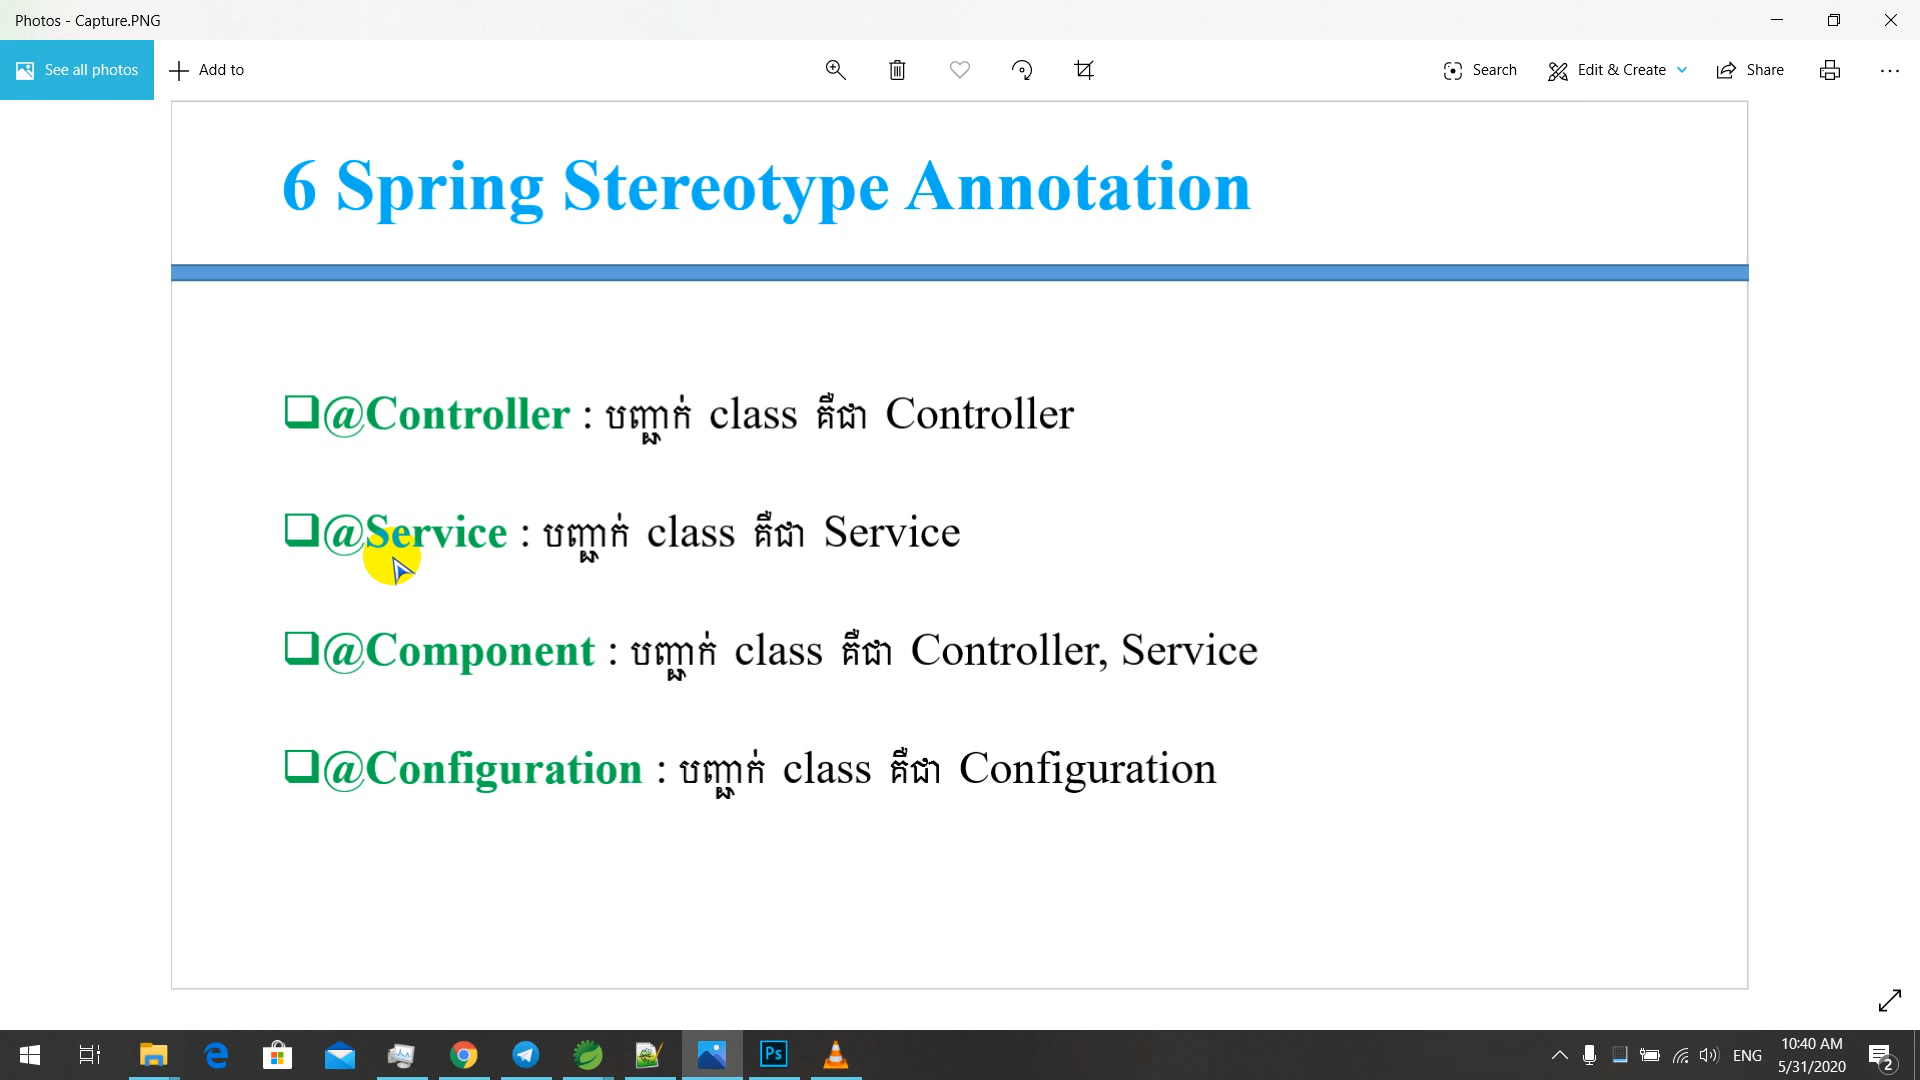 Photos - Capture.PNG
See all photos
Add to
Search
Edit & Create
Share
6 Spring Stereotype Annotation
❑@Controller : បញ្ជាក់ class គឺជា Controller
❑@Service : បញ្ជាក់ class គឺជា Service
❑@Component : បញ្ជាក់ class គឺជា Controller, Service
❑@Configuration : បញ្ជាក់ class គឺជា Configuration
Ps
ENG
10:40 AM
5/31/2020
2